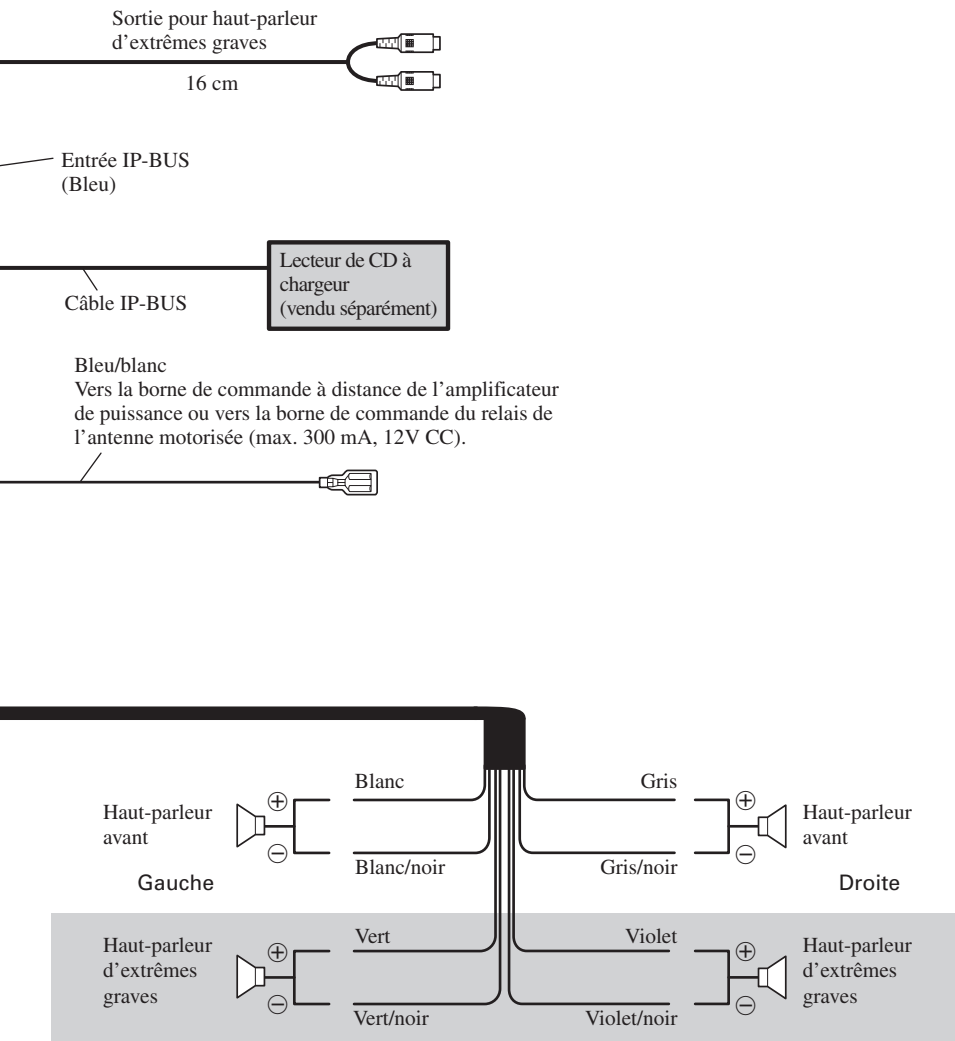 Sortie pour haut-parleur
d'extrêmes graves
16 cm
Entrée IP-BUS
(Bleu)
Lecteur de CD à
chargeur
(vendu séparément)
Câble IP-BUS
Bleu/blanc
Vers la borne de commande à distance de l'amplificateur
de puissance ou vers la borne de commande du relais de
l'antenne motorisée (max. 300 mA, 12V CC).
Blanc
Gris
Haut-parleur
avant
⊕
⊖
⊕
⊖
Haut-parleur
avant
Blanc/noir
Gris/noir
Gauche
Droite
Vert
Violet
Haut-parleur
d'extrêmes
graves
⊕
⊖
⊕
⊖
Haut-parleur
d'extrêmes
graves
Vert/noir
Violet/noir